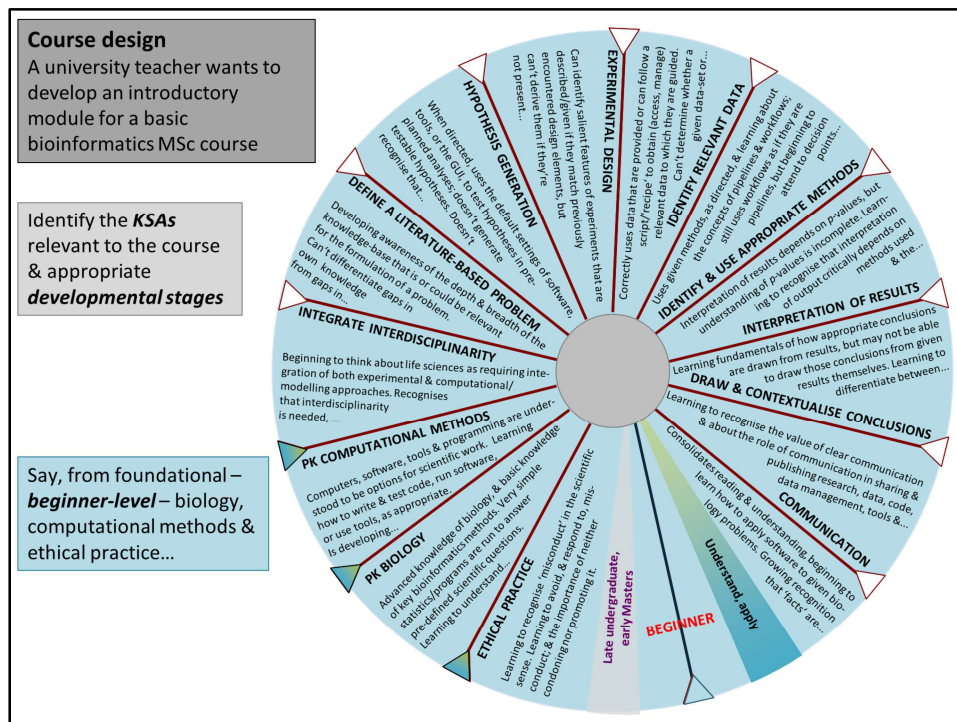 Course design
A university teacher wants to
develop an introductory
module for a basic
bioinformatics MSc course
Identify the KSAs
relevant to the course
& appropriate
developmental stages
Say, from foundational –
beginner-level – biology,
computational methods &
ethical practice…
ETHICAL PRACTICE
Learning to recognise 'misconduct' in the scientific
sense. Learning to avoid, & respond to, mis-
conduct; & the importance of neither
condoning nor promoting it.
PK BIOLOGY
Advanced knowledge of biology & basic knowledge
of key bioinformatics methods. Very simple
statistics/programs are run to answer
pre-defined scientific questions.
Learning to understand…
PK COMPUTATIONAL METHODS
Computers, software, tools & programming are under-
stood to be options for scientific work. Learning
how to write & test code, run software,
or use tools, as appropriate.
Is developing…
INTEGRATE INTERDISCIPLINARITY
Beginning to think about life sciences as requiring inte-
gration of both experimental & computational/
modelling approaches. Recognises
that interdisciplinarity
is needed, …
DEFINE A LITERATURE-BASED PROBLEM
Developing awareness of the depth & breadth of the
knowledge-base that is or could be relevant
for the formulation of a problem.
Can't differentiate gaps in
own knowledge
from gaps in…
HYPOTHESIS GENERATION
When directed, uses the default settings of software,
tools, or the GUI, to test hypotheses in pre-
planned analyses; doesn't generate
testable hypotheses. Doesn't
recognise that…
EXPERIMENTAL DESIGN
Can identify salient features of experiments that are
described/given if they match previously
encountered design elements, but
can't derive them if they're
not present…
IDENTIFY RELEVANT DATA
Correctly uses data that are provided or can follow a
script/'recipe' to obtain (access, manage)
relevant data to which they are guided.
Can't determine whether a
given data-set or…
IDENTIFY & USE APPROPRIATE METHODS
Uses given methods, as directed, & learning about
the concepts of pipelines & workflows;
still uses workflows as if they are
pipelines, but beginning to
attend to decision
points…
INTERPRETATION OF RESULTS
Interpretation of results depends on p-values, but
understanding of p-values is incomplete. Learn-
ing to recognise that interpretation
of output critically depends on
methods used
& the…
DRAW & CONTEXTUALISE CONCLUSIONS
Learning fundamentals of how appropriate conclusions
are drawn from results, but may not be able
to draw those conclusions from given
results themselves. Learning to
differentiate between…
COMMUNICATION
Learning to recognise the value of clear communication
& about the role of communication in sharing &
publishing research, data, code,
data management, tools &…
Consolidates reading & understanding, beginning to
learn how to apply software to given bio-
logy problems. Growing recognition
that 'facts' are…
Understand, apply
BEGINNER
Late undergraduate,
early Masters